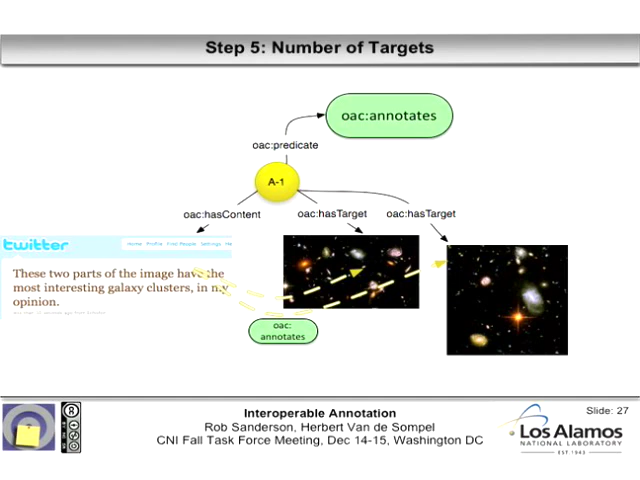 Step 5: Number of Targets
oac:annotates
oac:predicate
A-1
oac:hasContent
oac:hasTarget
oac:hasTarget
twitter
Home Profile Find People Settings He
These two parts of the image have the
most interesting galaxy clusters, in my
opinion.
oac:
annotates
Interoperable Annotation
Rob Sanderson, Herbert Van de Sompel
CNI Fall Task Force Meeting, Dec 14-15, Washington DC
Slide: 27
Los Alamos
NATIONAL LABORATORY
EST.1943